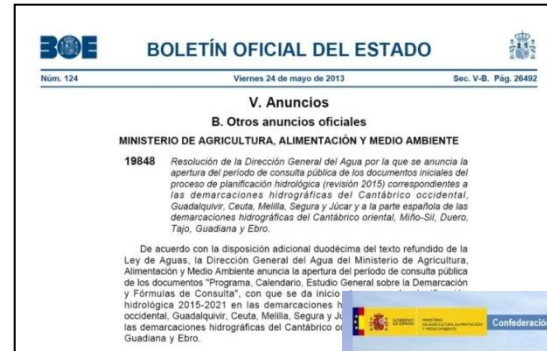 BOE
BOLETÍN OFICIAL DEL ESTADO
Núm. 124 Viernes 24 de mayo de 2013 Sec. V-B. Pág. 26492
V. Anuncios
B. Otros anuncios oficiales
MINISTERIO DE AGRICULTURA, ALIMENTACIÓN Y MEDIO AMBIENTE
19848 Resolución de la Dirección General del Agua por la que se anuncia la
apertura del período de consulta pública de los documentos iniciales del
proceso de planificación hidrológica (revisión 2015) correspondientes a
las demarcaciones hidrográficas del Cantábrico occidental,
Guadalquivir, Ceuta, Melilla, Segura y Júcar y a la parte española de las
demarcaciones hidrográficas del Cantábrico oriental, Miño-Sil, Duero,
Tajo, Guadiana y Ebro.
De acuerdo con la disposición adicional duodécima del texto refundido de la
Ley de Aguas, la Dirección General del Agua del Ministerio de Agricultura,
Alimentación y Medio Ambiente anuncia la apertura del período de consulta pública
de los documentos "Programa, Calendario, Estudio General sobre la Demarcación
y Fórmulas de Consulta", con que se da inicio
hidrológica 2015-2021 en las demarcaciones h
occidental, Guadalquivir, Ceuta, Melilla, Segura y Jú
las demarcaciones hidrográficas del Cantábrico or
Guadiana y Ebro.
GOBIERNO DE ESPAÑA
MINISTERIO DE AGRICULTURA, ALIMENTACIÓN Y MEDIO AMBIENTE
Confederación